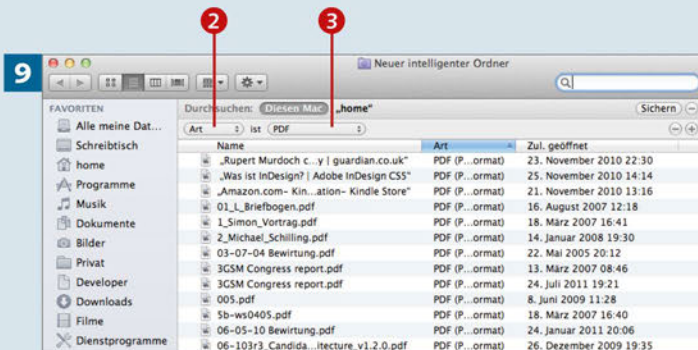 2 3
9
Neuer intelligenter Ordner
FAVORITEN Durchsuchen: Diesen Mac „home" Sichern
Alle meine Dat... Art ist PDF
Schreibtisch Name Art Zul. geöffnet
home „Rupert Murdoch c...y | guardian.co.uk" PDF (P...ormat) 23. November 2010 22:30
Programme „Was ist InDesign? | Adobe InDesign CS5" PDF (P...ormat) 25. November 2010 14:14
„Amazon.com- Kin...ation- Kindle Store" PDF (P...ormat) 21. November 2010 13:16
Musik 01_L_Briefbogen.pdf PDF (P...ormat) 16. August 2007 12:18
Dokumente 1_Simon_Vortrag.pdf PDF (P...ormat) 18. März 2007 16:41
Bilder 2_Michael_Schilling.pdf PDF (P...ormat) 14. Januar 2008 19:30
03-07-04 Bewirtung.pdf PDF (P...ormat) 22. Mai 2005 20:12
Privat 3GSM Congress report.pdf PDF (P...ormat) 13. März 2007 08:46
Developer 3GSM Congress report.pdf PDF (P...ormat) 24. Juli 2011 19:21
Downloads 005.pdf PDF (P...ormat) 8. Juni 2009 11:28
Filme 5b-ws0405.pdf PDF (P...ormat) 18. März 2007 16:40
06-05-10 Bewirtung.pdf PDF (P...ormat) 24. Januar 2011 20:06
Dienstprogramme 06-103r3_Candida...itecture_v1.2.0.pdf PDF (P...ormat) 26. Dezember 2009 19:35